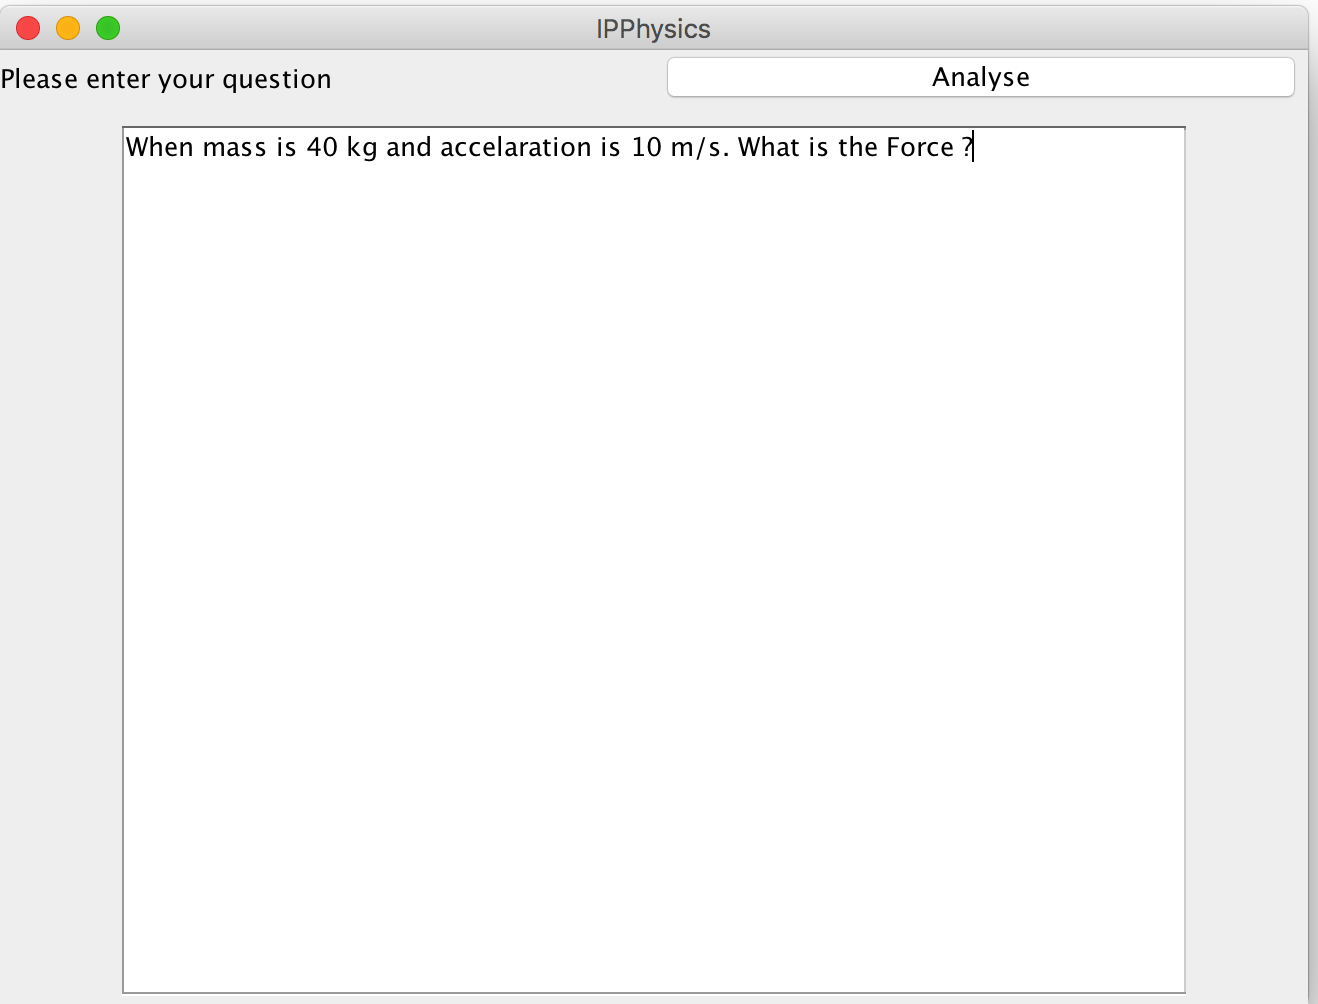 IPPhysics
Please enter your question
Analyse
When mass is 40 kg and accelaration is 10 m/s. What is the Force ?